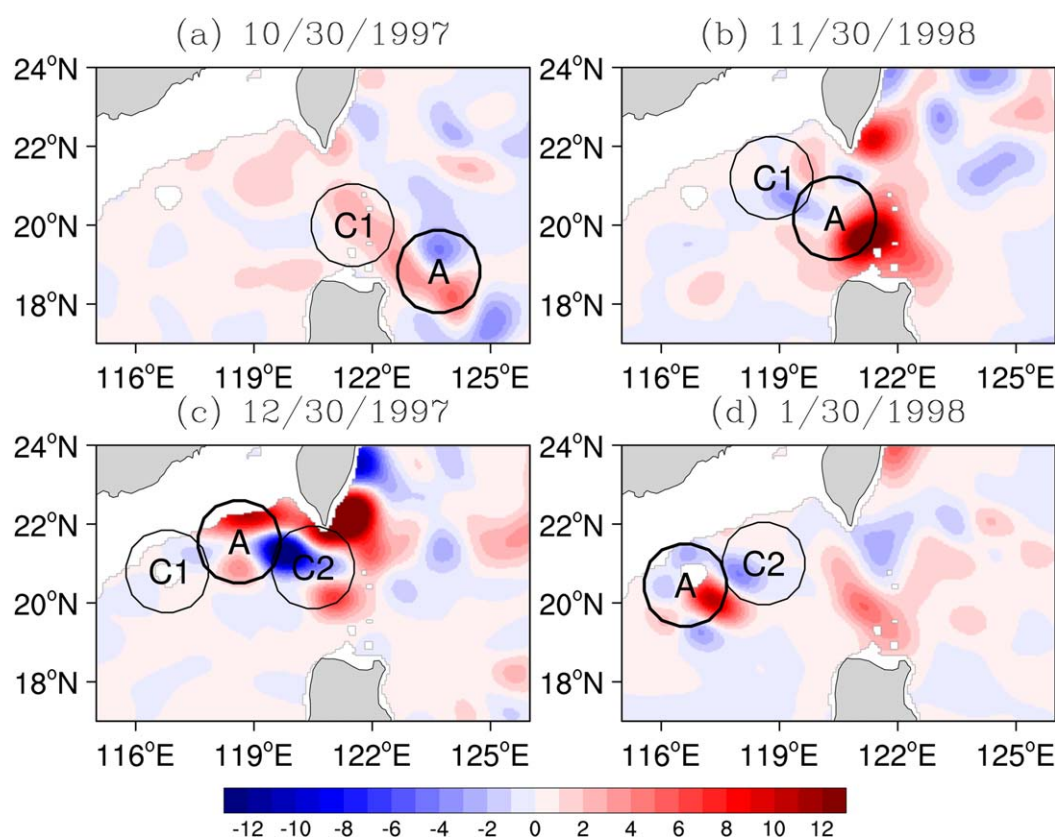 (a) 10/30/1997
(b) 11/30/1998
24°N
22°N
20°N
18°N
C1
A
116°E
119°E
122°E
125°E
24°N
22°N
20°N
18°N
C1
A
116°E
119°E
122°E
125°E
(c) 12/30/1997
(d) 1/30/1998
24°N
22°N
20°N
18°N
C1
A
C2
116°E
119°E
122°E
125°E
24°N
22°N
20°N
18°N
A
C2
116°E
119°E
122°E
125°E
-12 -10 -8 -6 -4 -2 0 2 4 6 8 10 12